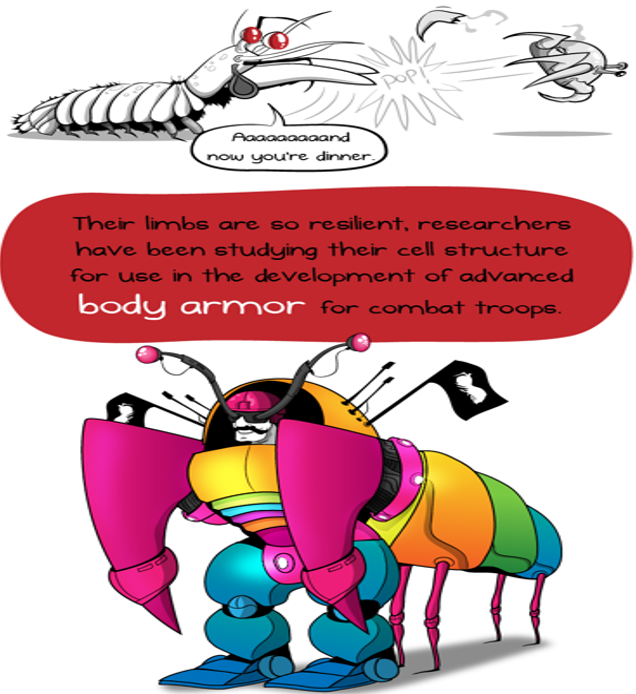 POP!
Aaaaaaaaand
now you're dinner.
Their limbs are so resilient, researchers
have been studying their cell structure
for use in the development of advanced
body armor for combat troops.